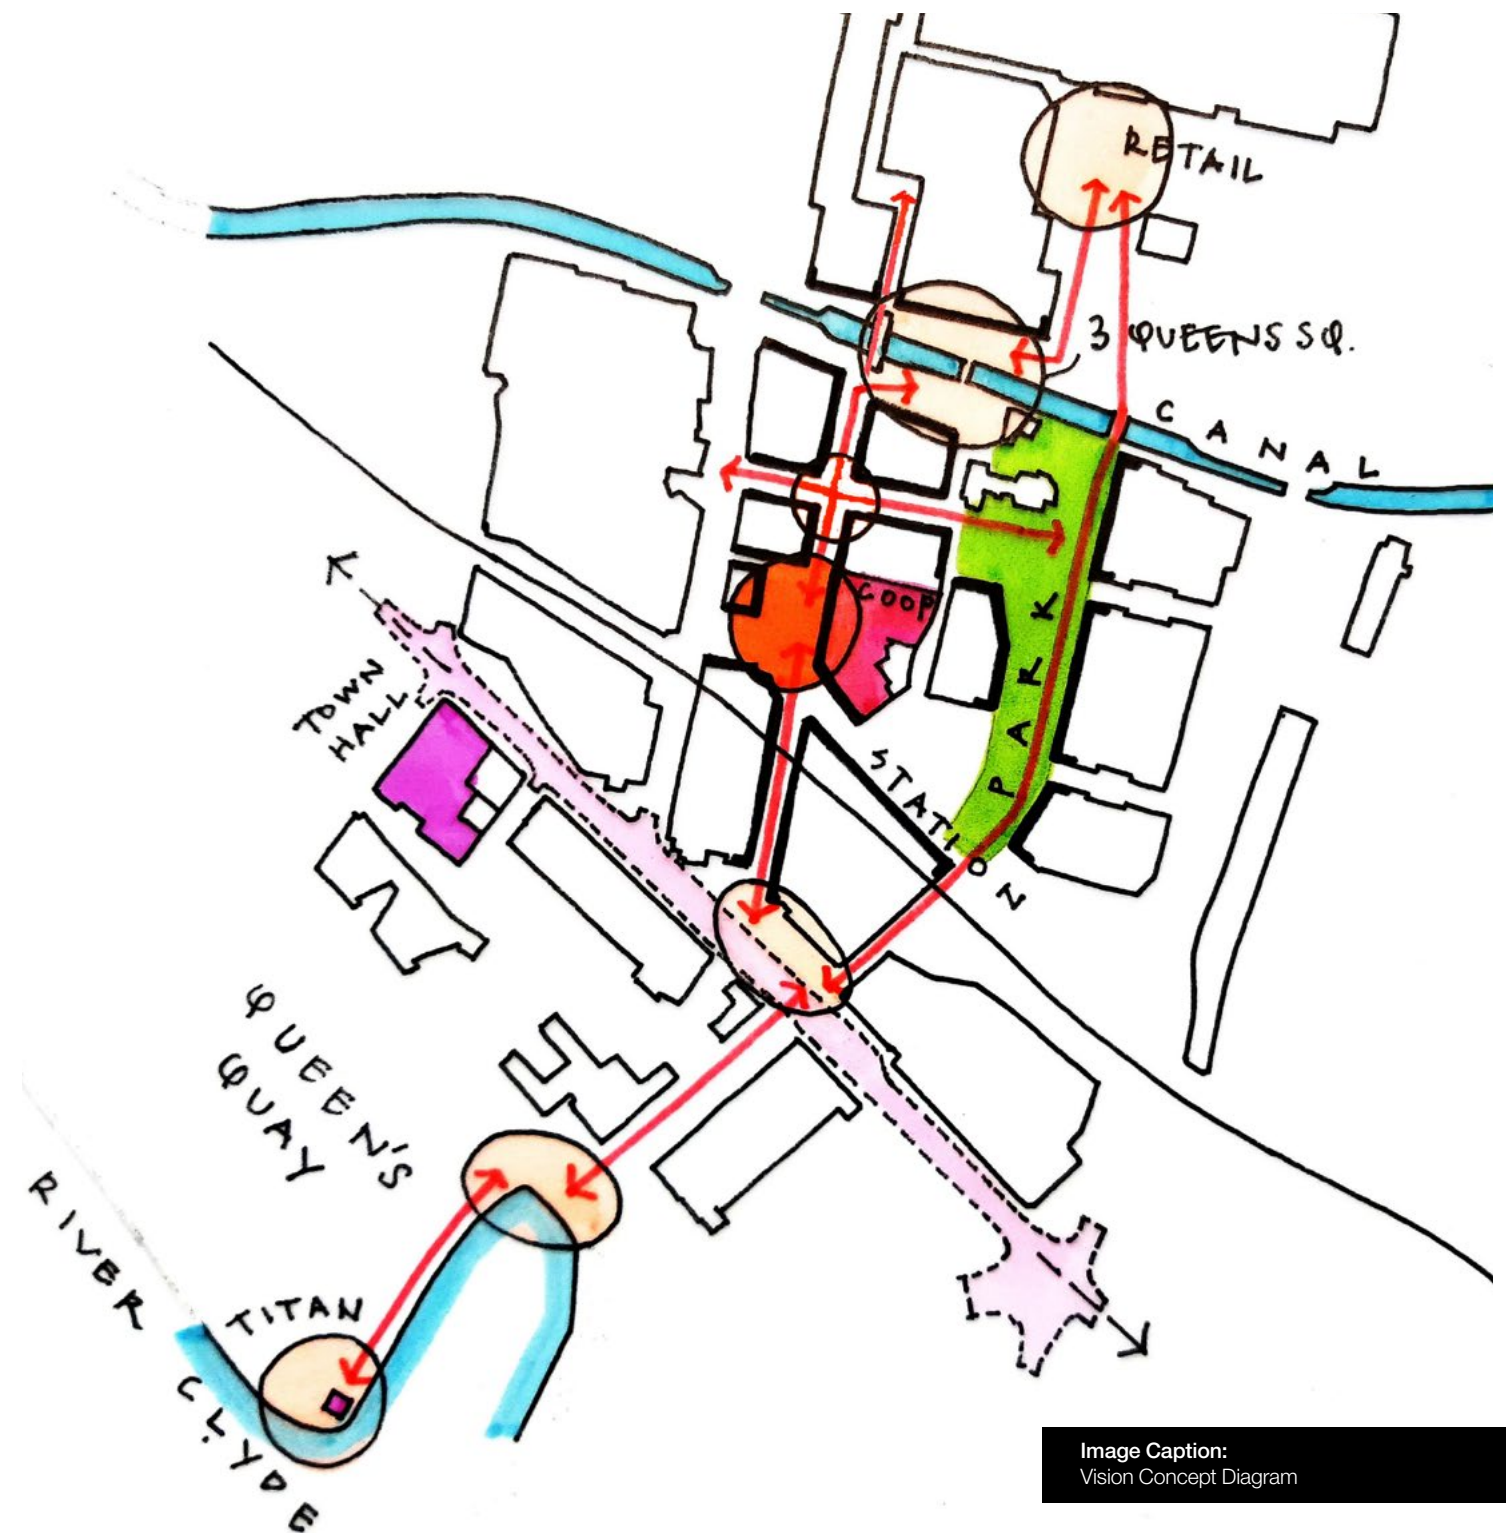 RETAIL
3 QUEENS SQ.
CANAL
COOP
PARK
TOWN
HALL
STATION
QUEEN'S
QUAY
RIVER
CLYDE
TITAN
Image Caption:
Vision Concept Diagram